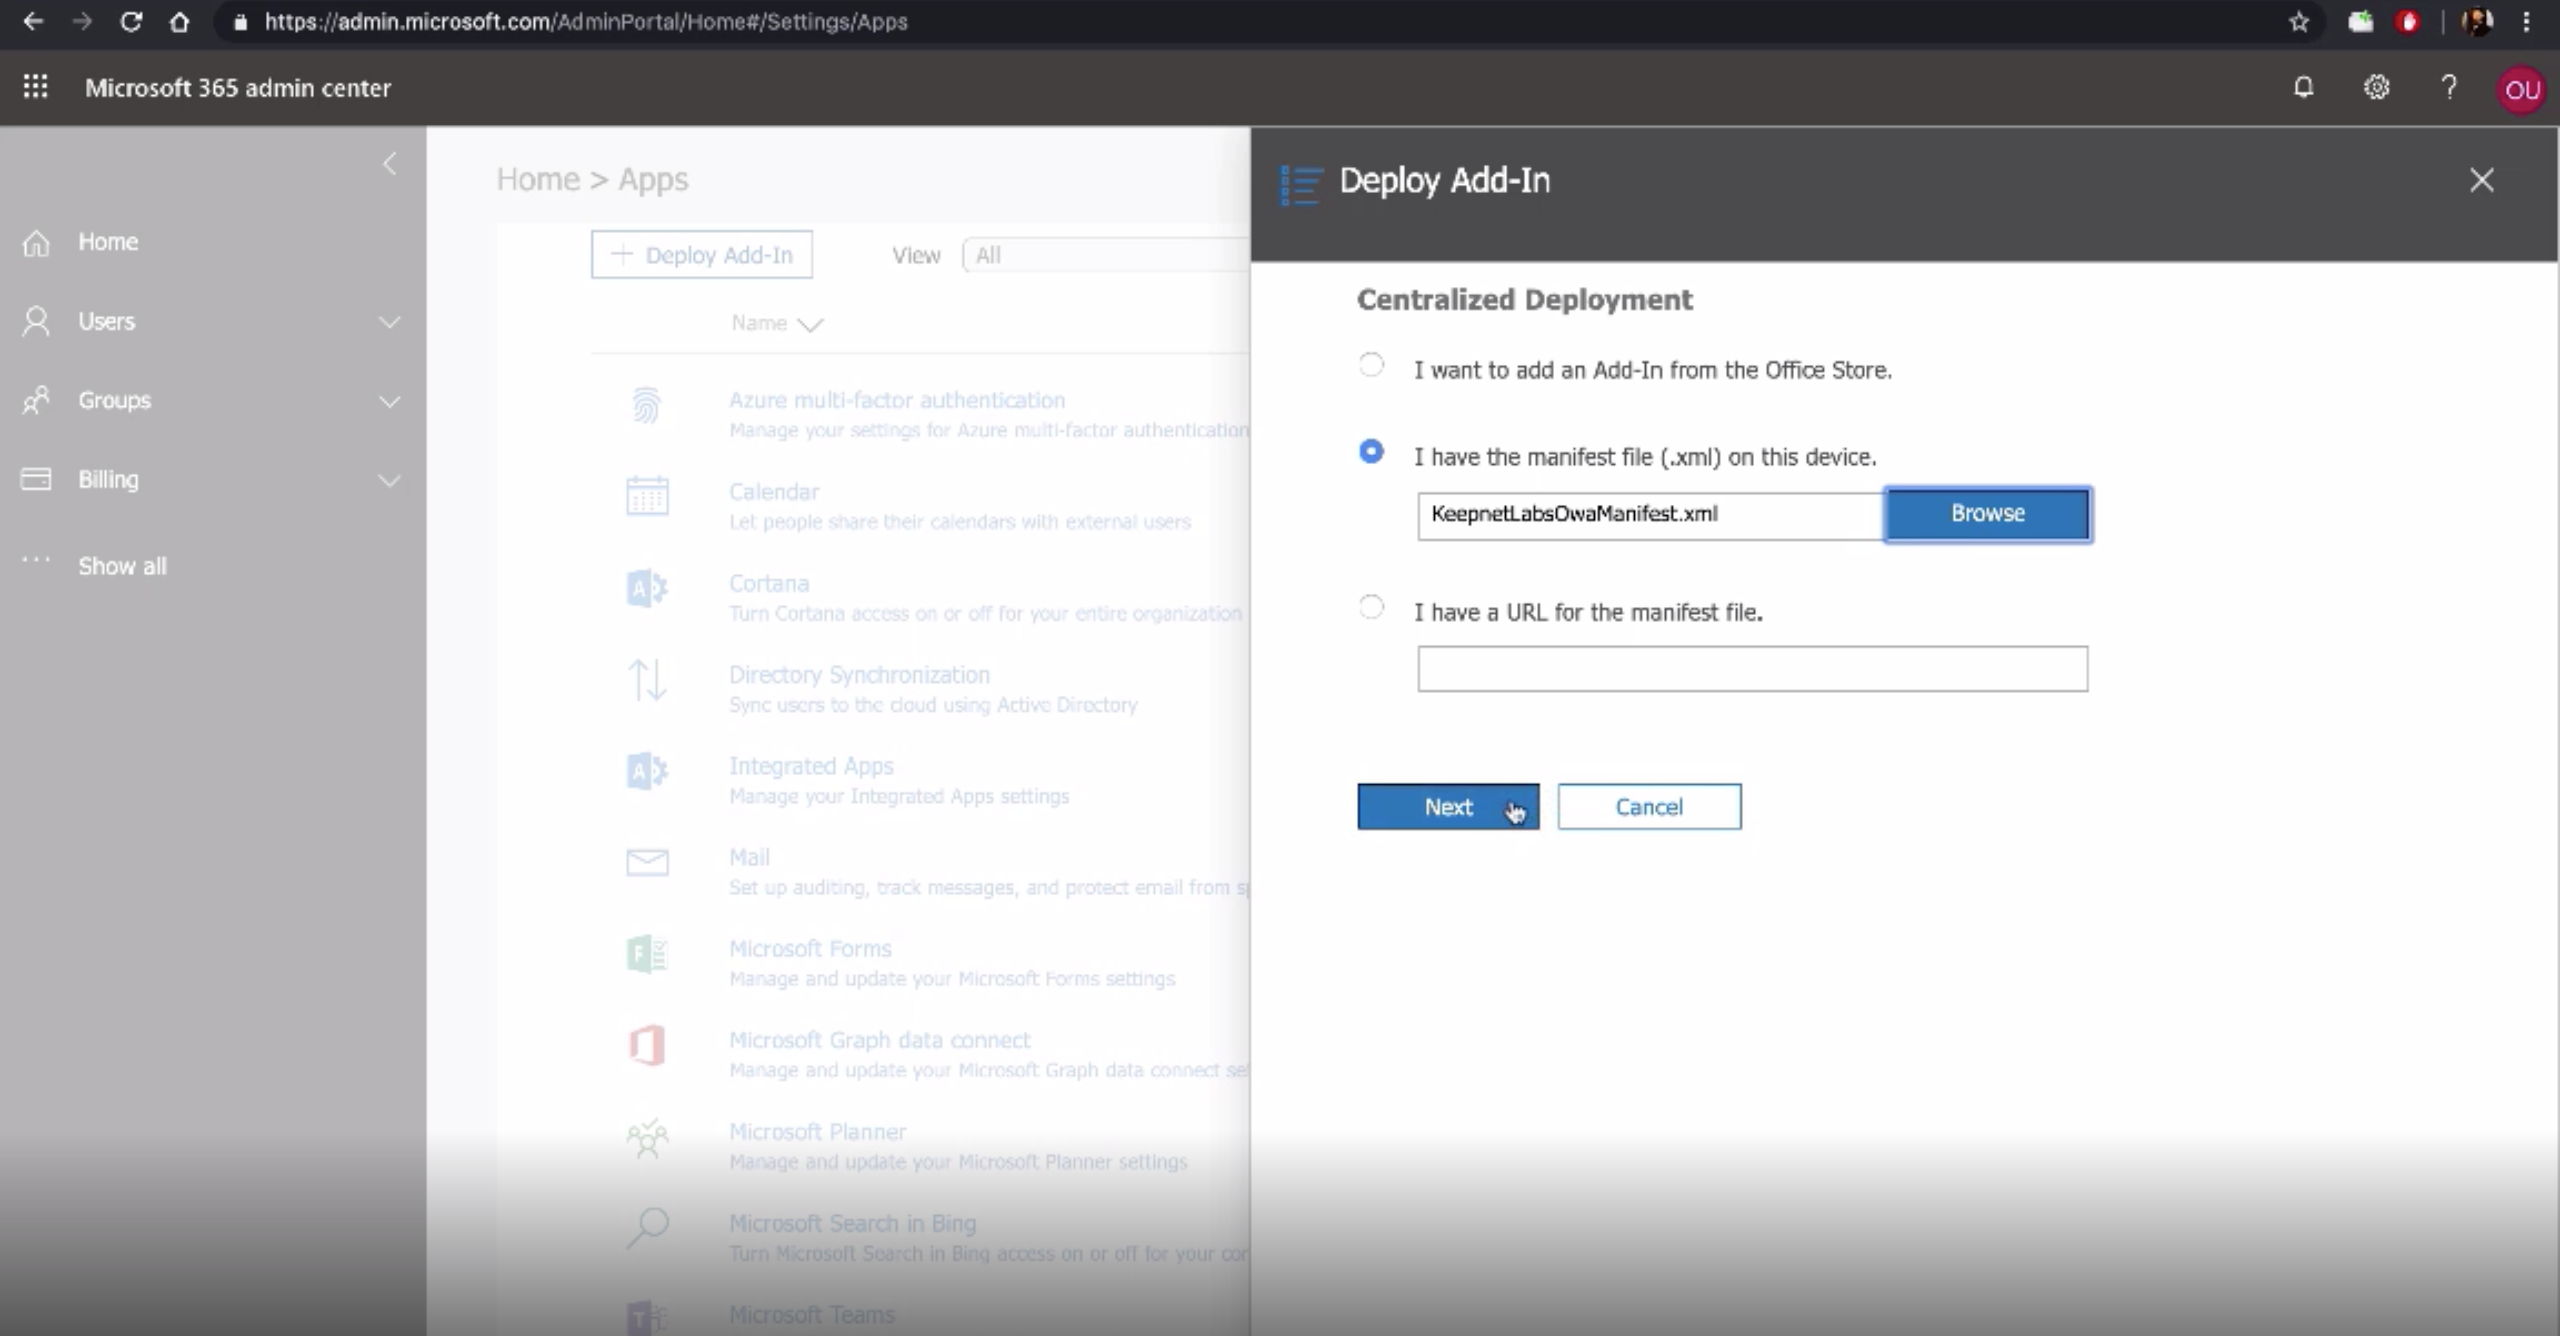 https://admin.microsoft.com/AdminPortal/Home#/Settings/Apps
Microsoft 365 admin center
?
OU
Home
Users
Groups
Billing
Show all
Home > Apps
Deploy Add-In
View
All
Name
Azure multi-factor authentication
Manage your settings for Azure multi-factor authentication
Calendar
Let people share their calendars with external users
Cortana
Turn Cortana access on or off for your entire organization
Directory Synchronization
Sync users to the cloud using Active Directory
Integrated Apps
Manage your Integrated Apps settings
Mail
Set up auditing, track messages, and protect email from
Microsoft Forms
Manage and update your Microsoft Forms settings
Microsoft Graph data connect
Manage and update your Microsoft Graph data connect
Microsoft Planner
Manage and update your Microsoft Planner settings
Microsoft Search in Bing
Turn Microsoft Search in Bing access on or off for your
Microsoft Teams
Deploy Add-In
Centralized Deployment
I want to add an Add-In from the Office Store.
I have the manifest file (.xml) on this device.
KeepnetLabsOwaManifest.xml
Browse
I have a URL for the manifest file.
Next
Cancel